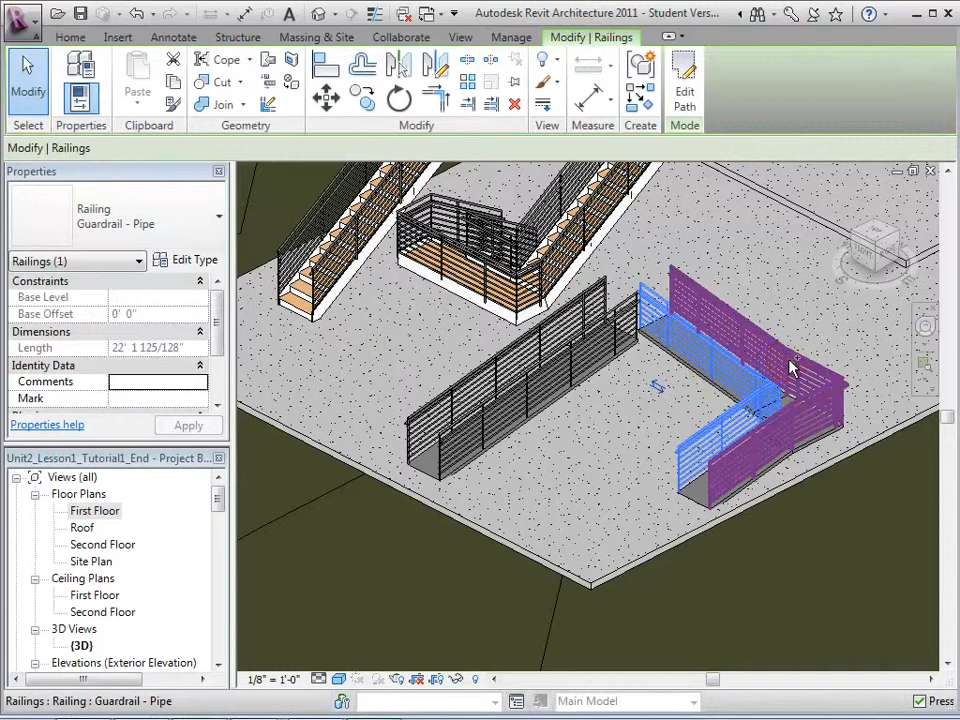 Autodesk Revit Architecture 2011 - Student Vers...
Home Insert Annotate Structure Massing & Site Collaborate View Manage Modify | Railings
Modify Paste Cope Cut Join Edit Path
Select Properties Clipboard Geometry Modify View Measure Create Mode
Modify | Railings
Properties
Railing
Guardrail - Pipe
Railings (1) Edit Type
Constraints
Base Level
Base Offset 0' 0"
Dimensions
Length 22' 1 125/128"
Identity Data
Comments
Mark
Properties help Apply
Unit2_Lesson1_Tutorial1_End - Project B...
Views (all)
Floor Plans
First Floor
Roof
Second Floor
Site Plan
Ceiling Plans
First Floor
Second Floor
3D Views
{3D}
Elevations (Exterior Elevation)
1/8" = 1'-0"
Railings : Railing : Guardrail - Pipe Main Model Press